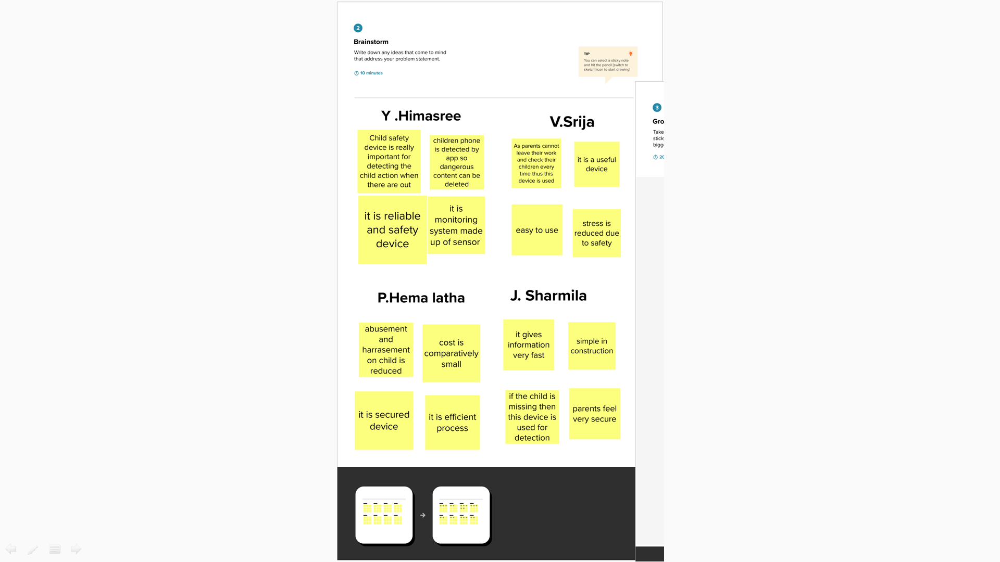 2
Brainstorm
Write down any ideas that come to mind
that address your problem statement.
10 minutes
TIP
You can select a sticky note
and hit the pencil [switch to
sketch] icon to start drawing!
3
Gro
Take
stick
bigg
20
Y .Himasree
Child safety
device is really
important for
detecting the
child action when
there are out
children phone
is detected by
app so
dangerous
content can be
deleted
it is reliable
and safety
device
it is
monitoring
system made
up of sensor
V.Srija
As parents cannot
leave their work
and check their
children every
time thus this
device is used
it is a useful
device
easy to use
stress is
reduced due
to safety
P.Hema latha
abusement
and
harrasement
on child is
reduced
cost is
comparatively
small
it is secured
device
it is efficient
process
J. Sharmila
it gives
information
very fast
simple in
construction
if the child is
missing then
this device is
used for
detection
parents feel
very secure